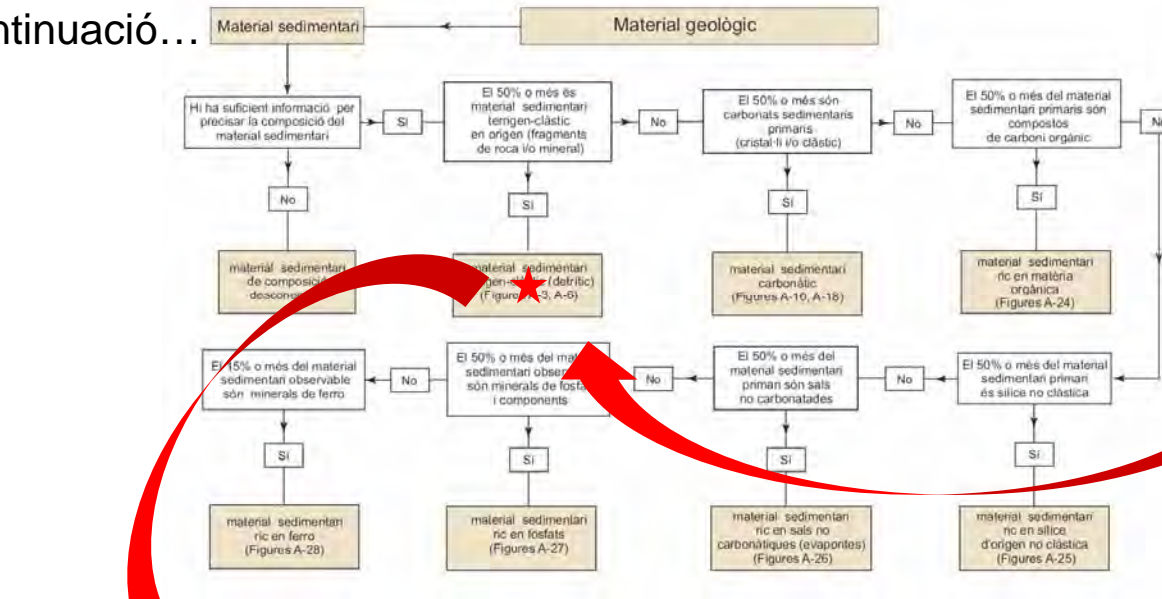 ntinuació…
Material sedimentari
Material geològic
Hi ha suficient informació per
precisar la composició del
material sedimentari
Sí
El 50% o més és
material sedimentari
terrigen-clàstic
en origen (fragments
de roca i/o mineral)
No
El 50% o més són
carbonats sedimentaris
primaris
(cristal·lí i/o clàstic)
No
El 50% o més del material
sedimentari primaris són
compostos
de carboni orgànic
No
No
Sí
Sí
Sí
material sedimentari
de composició
material sedimentari
(detrític)
A-3, A-6)
material sedimentari
carbonàtic
(Figures A-16, A-18)
material sedimentari
ric en matèria
orgànica
(Figures A-24)
El 15% o més del material
sedimentari observable
són minerals de ferro
No
El 50% o més del
sedimentari
són minerals de
i components
No
El 50% o més del
material sedimentari
primari són sals
no carbonatades
No
El 50% o més del material
sedimentari primari
és sílice no clàstica
Sí
Sí
Sí
Sí
material sedimentari
ric en ferro
(Figures A-28)
material sedimentari
ric en fosfats
(Figures A-27)
material sedimentari
ric en sals no
carbonàtiques (evaporites)
(Figures A-26)
material sedimentari
ric en sílice
d'origen no clàstica
(Figures A-25)